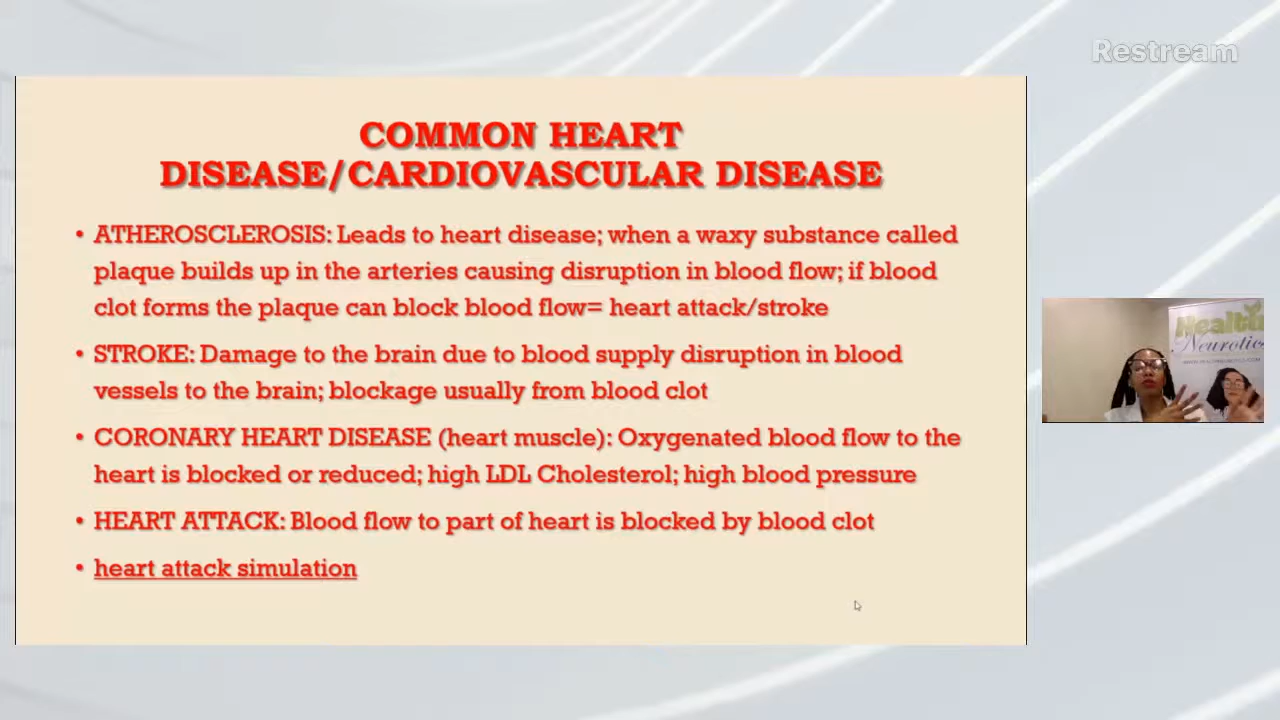 Restream
COMMON HEART
DISEASE/CARDIOVASCULAR DISEASE
• ATHEROSCLEROSIS: Leads to heart disease; when a waxy substance called
plaque builds up in the arteries causing disruption in blood flow; if blood
clot forms the plaque can block blood flow= heart attack/stroke
• STROKE: Damage to the brain due to blood supply disruption in blood
vessels to the brain; blockage usually from blood clot
• CORONARY HEART DISEASE (heart muscle): Oxygenated blood flow to the
heart is blocked or reduced; high LDL Cholesterol; high blood pressure
• HEART ATTACK: Blood flow to part of heart is blocked by blood clot
• heart attack simulation